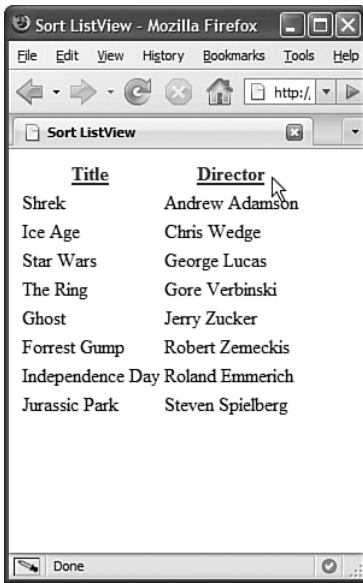 Sort ListView - Mozilla Firefox
File Edit View History Bookmarks Tools Help
http:/
Sort ListView
Title Director
Shrek Andrew Adamson
Ice Age Chris Wedge
Star Wars George Lucas
The Ring Gore Verbinski
Ghost Jerry Zucker
Forrest Gump Robert Zemeckis
Independence Day Roland Emmerich
Jurassic Park Steven Spielberg
Done